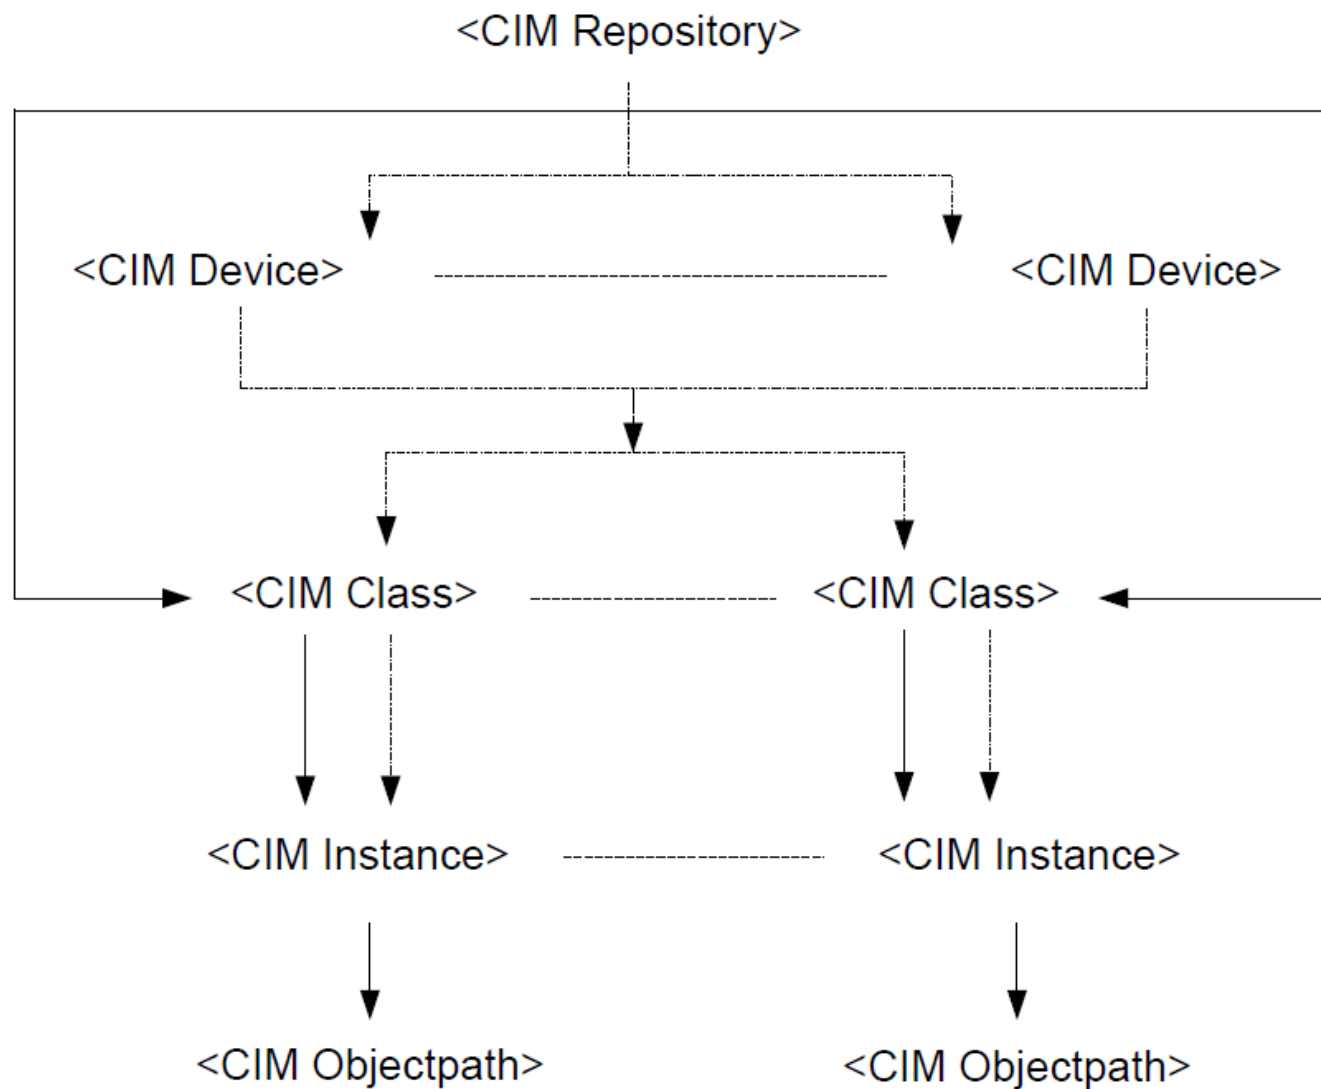 <CIM Repository>
<CIM Device>
<CIM Device>
<CIM Class>
<CIM Class>
<CIM Instance>
<CIM Instance>
<CIM Objectpath>
<CIM Objectpath>